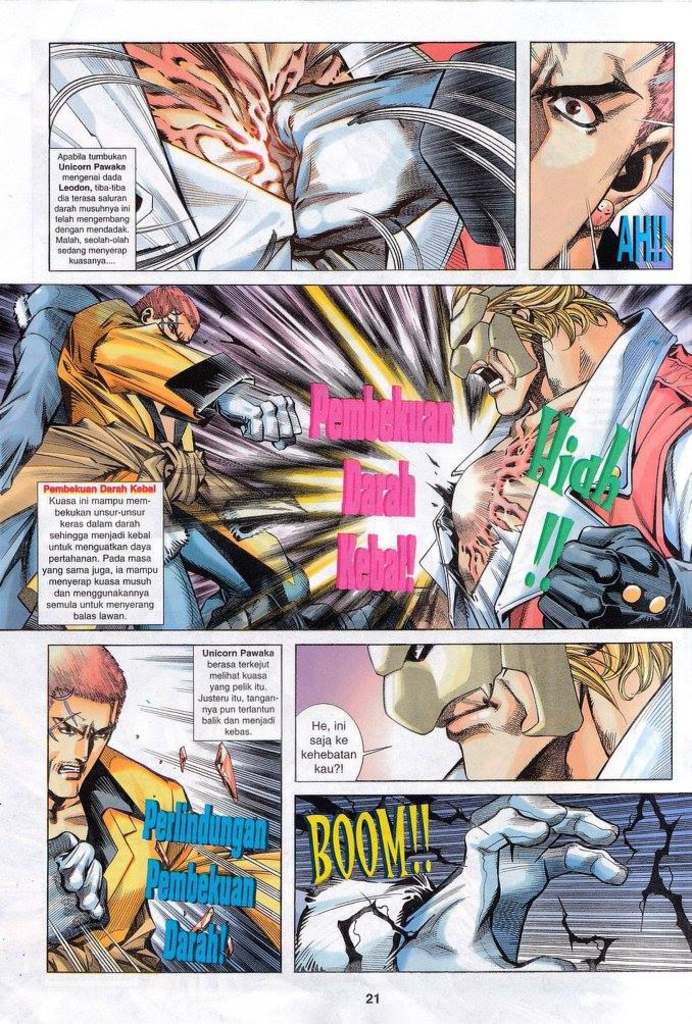 Apabila tumbukan
Unicorn Pawaka
mengenai dada
Leodon, tiba-tiba
dia terasa saluran
darah musuhnya ini
telah mengembang
dengan mendadak.
Malah, seolah-olah
sedang menyerap
kuasanya....
AH!!
Pembekuan
Darah
Kebal!
Hiah
!!
Pembekuan Darah Kebal
Kuasa ini mampu mem-
bekukan unsur-unsur
keras dalam darah
sehingga menjadi kebal
untuk menguatkan daya
pertahanan. Pada masa
yang sama juga, ia mampu
menyerap kuasa musuh
dan menggunakannya
semula untuk menyerang
balas lawan.
Unicorn Pawaka
berasa terkejut
melihat kuasa
yang pelik itu.
Justeru itu, tangan-
nya pun terlantun
balik dan menjadi
kebas.
Perlindungan
Pembekuan
Darah!
He, ini
saja ke
kehebatan
kau?!
BOOM!!
21